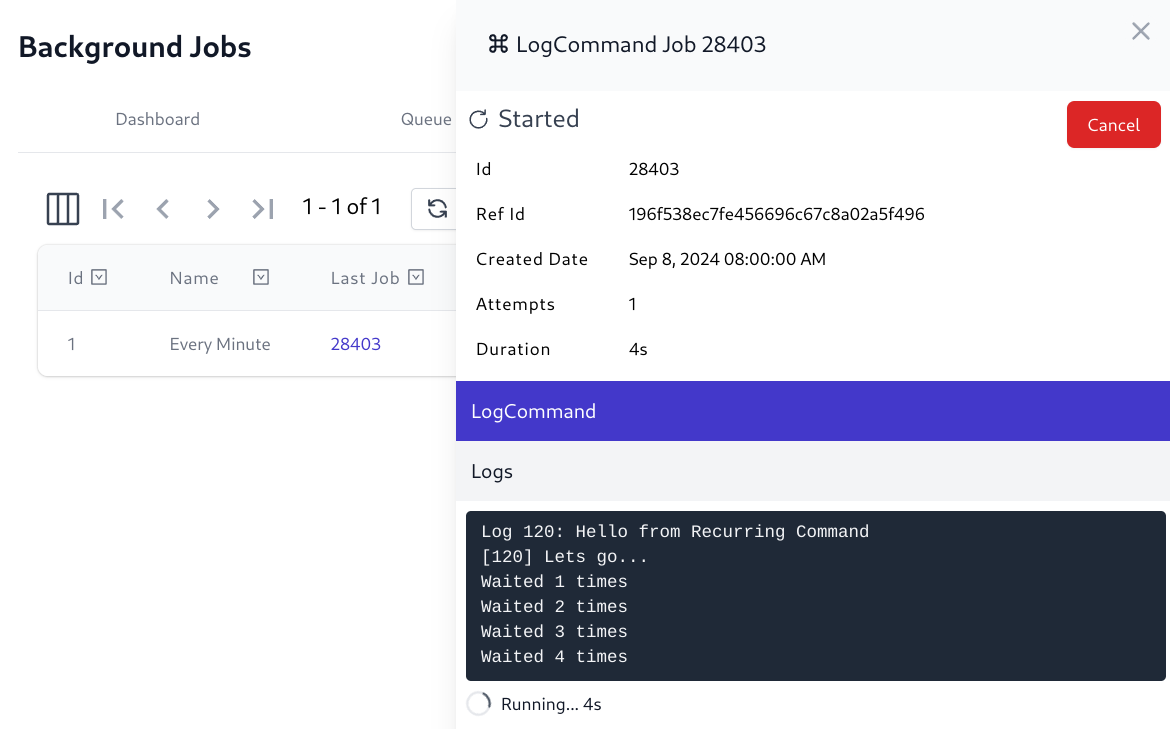 Background Jobs
Dashboard
Queue
1 - 1 of 1
Id Name Last Job
1 Every Minute 28403
⌘ LogCommand Job 28403
Started
Cancel
Id 28403
Ref Id 196f538ec7fe456696c67c8a02a5f496
Created Date Sep 8, 2024 08:00:00 AM
Attempts 1
Duration 4s
LogCommand
Logs
Log 120: Hello from Recurring Command
[120] Lets go...
Waited 1 times
Waited 2 times
Waited 3 times
Waited 4 times
Running... 4s